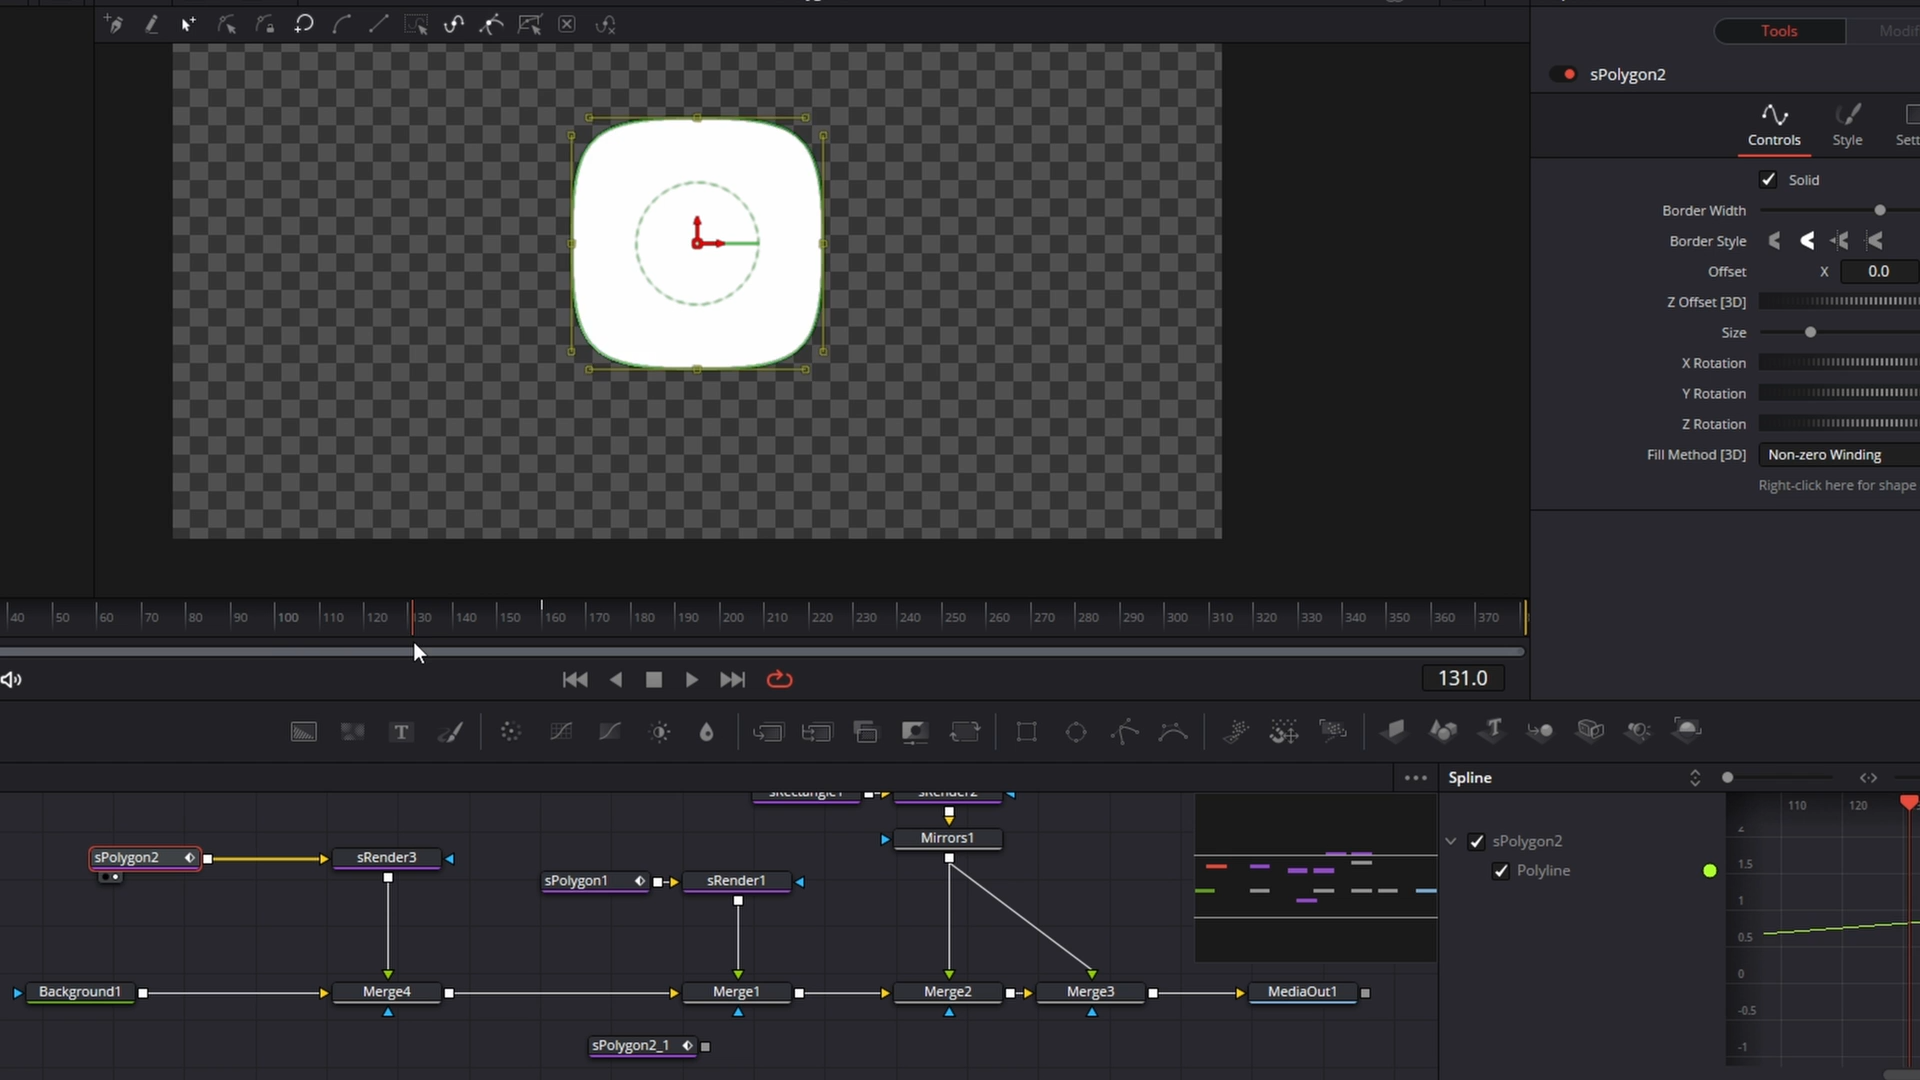 Tools
Modif
sPolygon2
Controls
Style
Sett
Solid
Border Width
Border Style
Offset
X
0.0
Z Offset [3D]
Size
X Rotation
Y Rotation
Z Rotation
Fill Method [3D]
Non-zero Winding
Right-click here for shape
40 50 60 70 80 90 100 110 120 130 140 150 160 170 180 190 200 210 220 230 240 250 260 270 280 290 300 310 320 330 340 350 360 370
131.0
T
Spline
110 120
sPolygon2
Polyline
1.5
1
0.5
0
-0.5
-1
sRectangle1
sRender2
Mirrors1
sPolygon2
sRender3
sPolygon1
sRender1
Background1
Merge4
Merge1
Merge2
Merge3
MediaOut1
sPolygon2_1